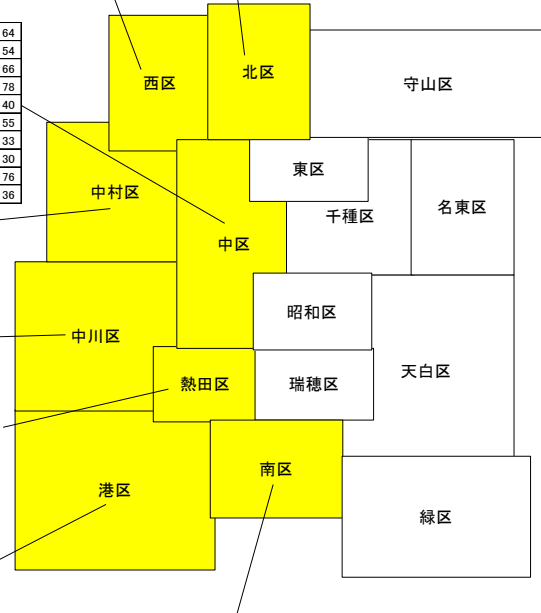 64
54
66
78
40
55
33
30
76
36
北区
西区
守山区
東区
中村区
名東区
千種区
中区
昭和区
中川区
天白区
熱田区
瑞穂区
南区
港区
緑区